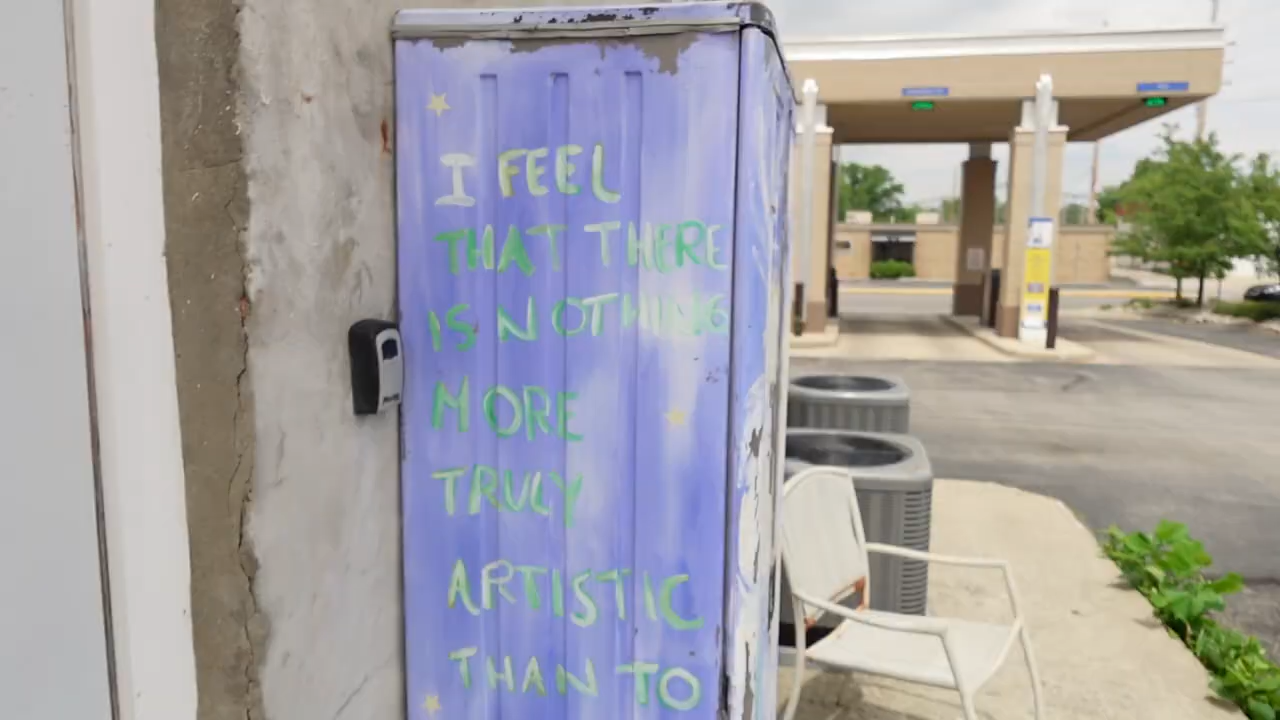 I FEEL
THAT THERE
IS NOTHING
MORE
TRULY
ARTISTIC
THAN TO